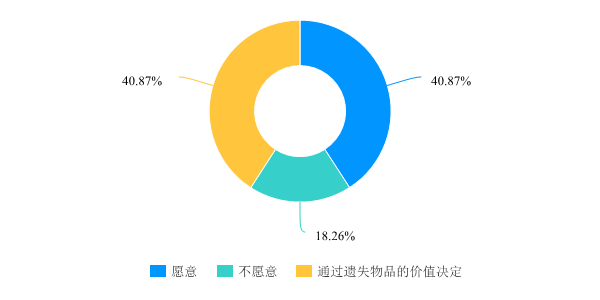 40.87%
40.87%
18.26%
愿意
不愿意
通过遗失物品的价值决定